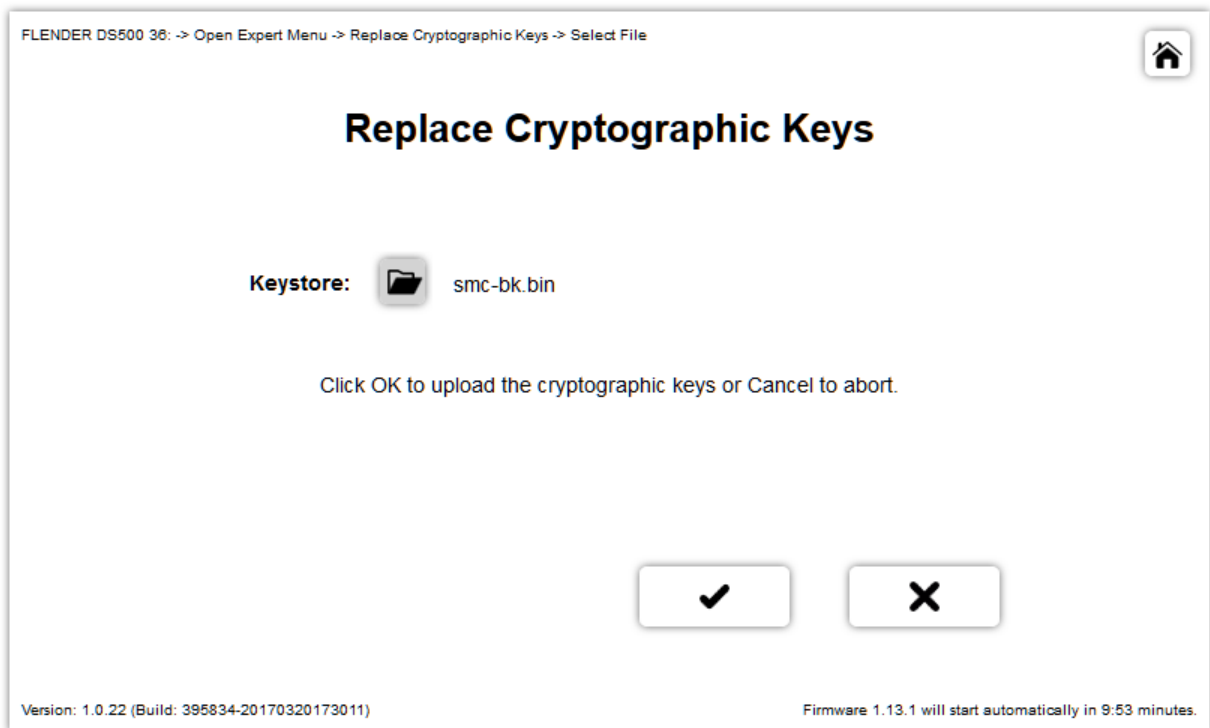 FLENDER DS500 36: -> Open Expert Menu -> Replace Cryptographic Keys -> Select File
Replace Cryptographic Keys
Keystore: smc-bk.bin
Click OK to upload the cryptographic keys or Cancel to abort.
Version: 1.0.22 (Build: 395834-20170320173011)
Firmware 1.13.1 will start automatically in 9:53 minutes.